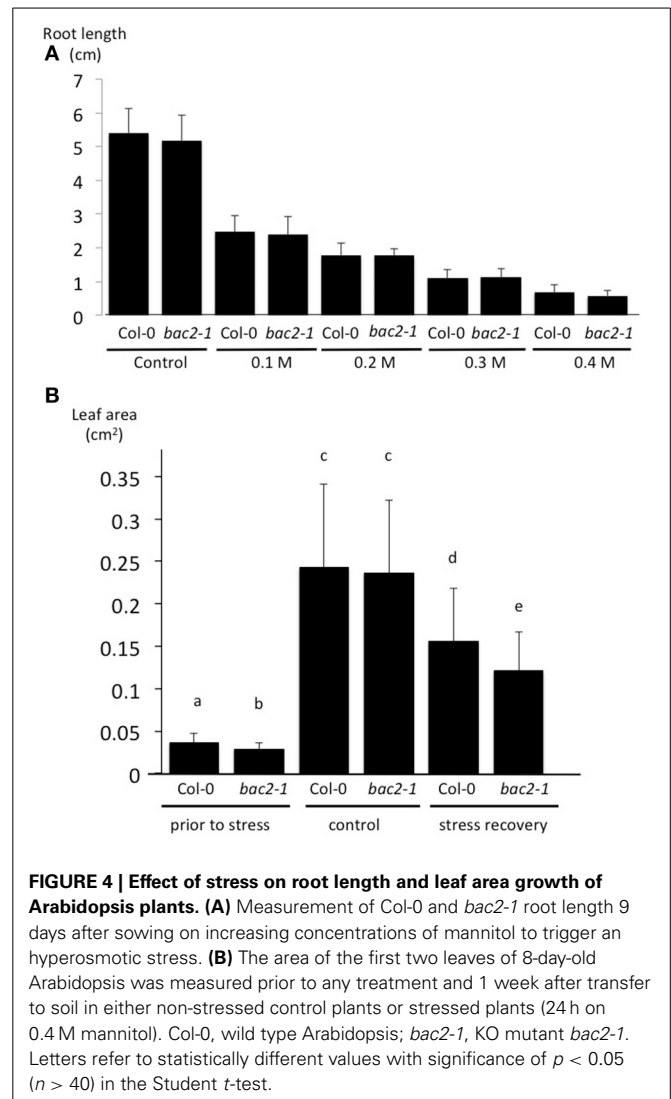 Root length
A (cm)
7
6
5
4
3
2
1
0
Col-0 bac2-1 Col-0 bac2-1 Col-0 bac2-1 Col-0 bac2-1 Col-0 bac2-1
Control 0.1 M 0.2 M 0.3 M 0.4 M
B
Leaf area
(cm²)
c c
0.35
0.3
d
0.25
0.2
e
0.15
0.1
a b
0.05
0
Col-0 bac2-1 Col-0 bac2-1 Col-0 bac2-1
prior to stress control stress recovery
FIGURE 4 | Effect of stress on root length and leaf area growth of
Arabidopsis plants. (A) Measurement of Col-0 and bac2-1 root length 9
days after sowing on increasing concentrations of mannitol to trigger an
hyperosmotic stress. (B) The area of the first two leaves of 8-day-old
Arabidopsis was measured prior to any treatment and 1 week after transfer
to soil in either non-stressed control plants or stressed plants (24 h on
0.4 M mannitol). Col-0, wild type Arabidopsis; bac2-1, KO mutant bac2-1.
Letters refer to statistically different values with significance of p < 0.05
(n > 40) in the Student t-test.